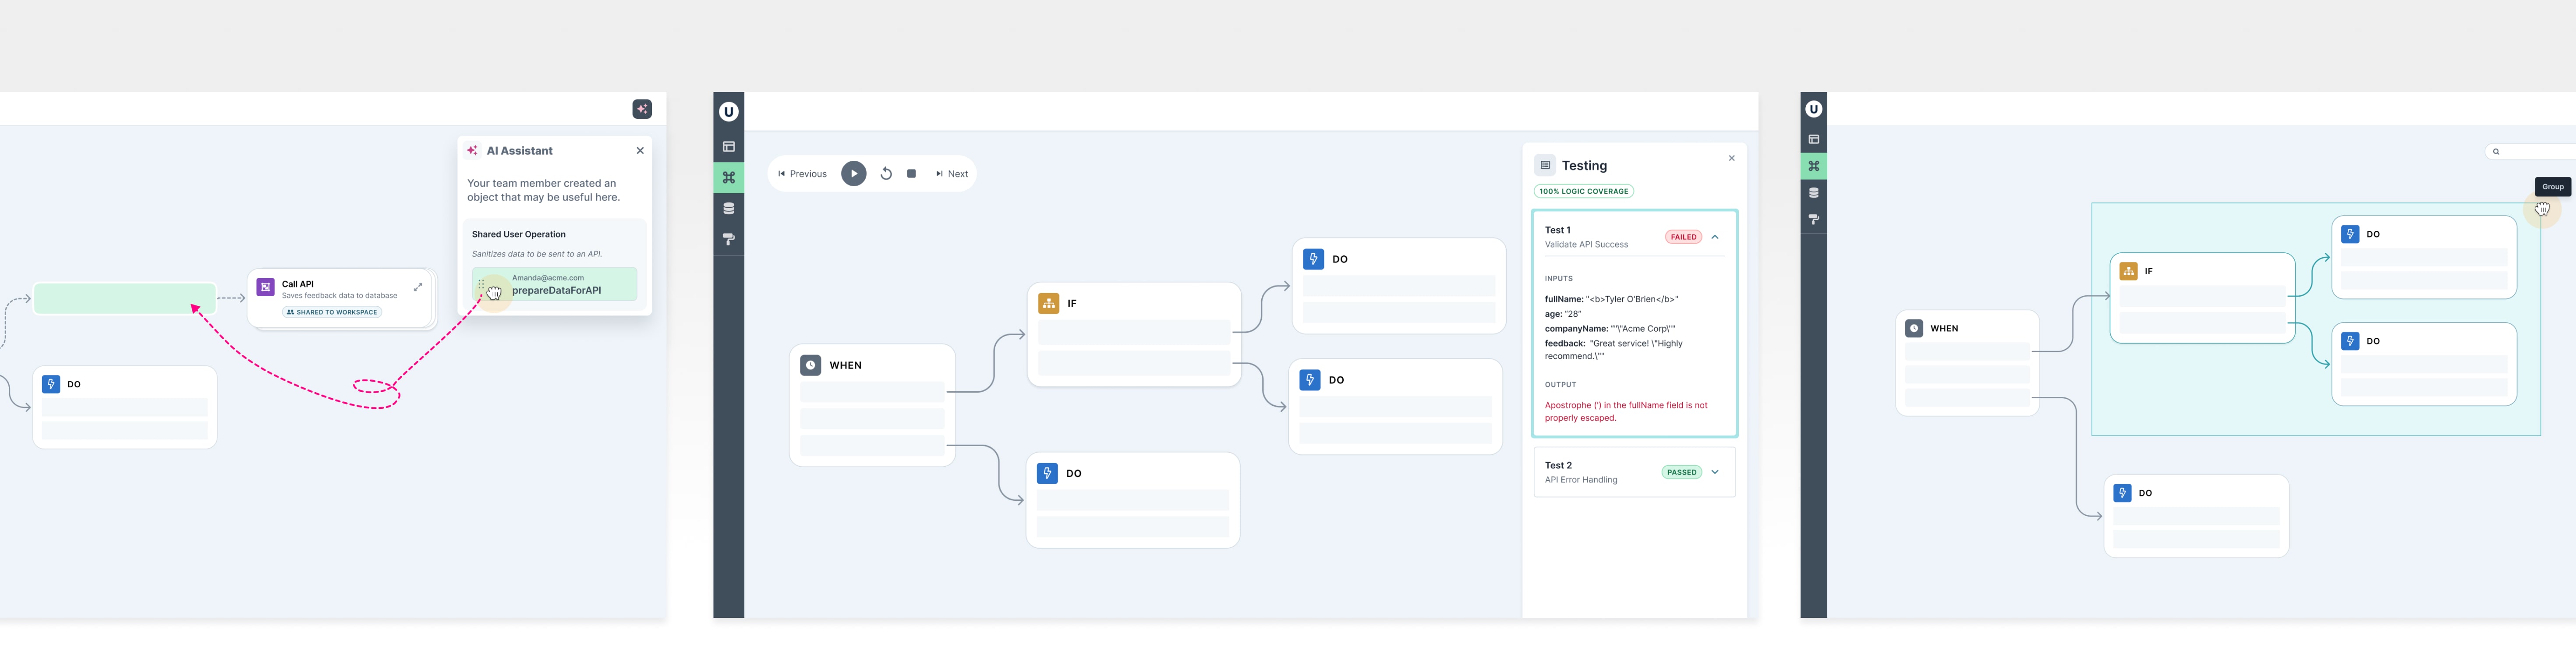 AI Assistant
Your team member created an
object that may be useful here.
Shared User Operation
Sanitizes data to be sent to an API.
Amanda@acme.com
prepareDataForAPI
Call API
Saves feedback data to database
SHARED TO WORKSPACE
DO
U
Previous
Next
WHEN
IF
DO
DO
DO
Testing
100% LOGIC COVERAGE
Test 1
Validate API Success
FAILED
INPUTS
fullName: "<b>Tyler O'Brien</b>"
age: "28"
companyName: ""\"Acme Corp\""
feedback: "Great service! \"Highly
recommend.\""
OUTPUT
Apostrophe (') in the fullName field is not
properly escaped.
Test 2
API Error Handling
PASSED
U
Group
WHEN
IF
DO
DO
DO